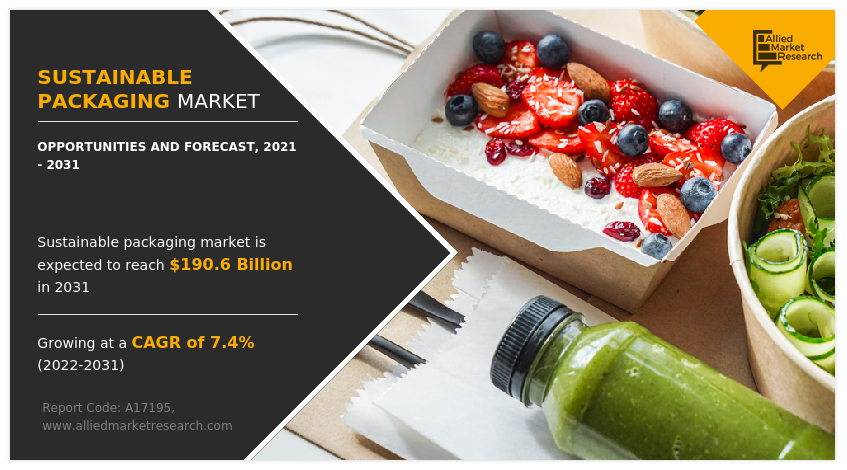 SUSTAINABLE
PACKAGING MARKET
OPPORTUNITIES AND FORECAST, 2021
- 2031
Sustainable packaging market is
expected to reach $190.6 Billion
in 2031
Growing at a CAGR of 7.4%
(2022-2031)
Report Code: A17195,
www.alliedmarketresearch.com
Allied
Market
Research